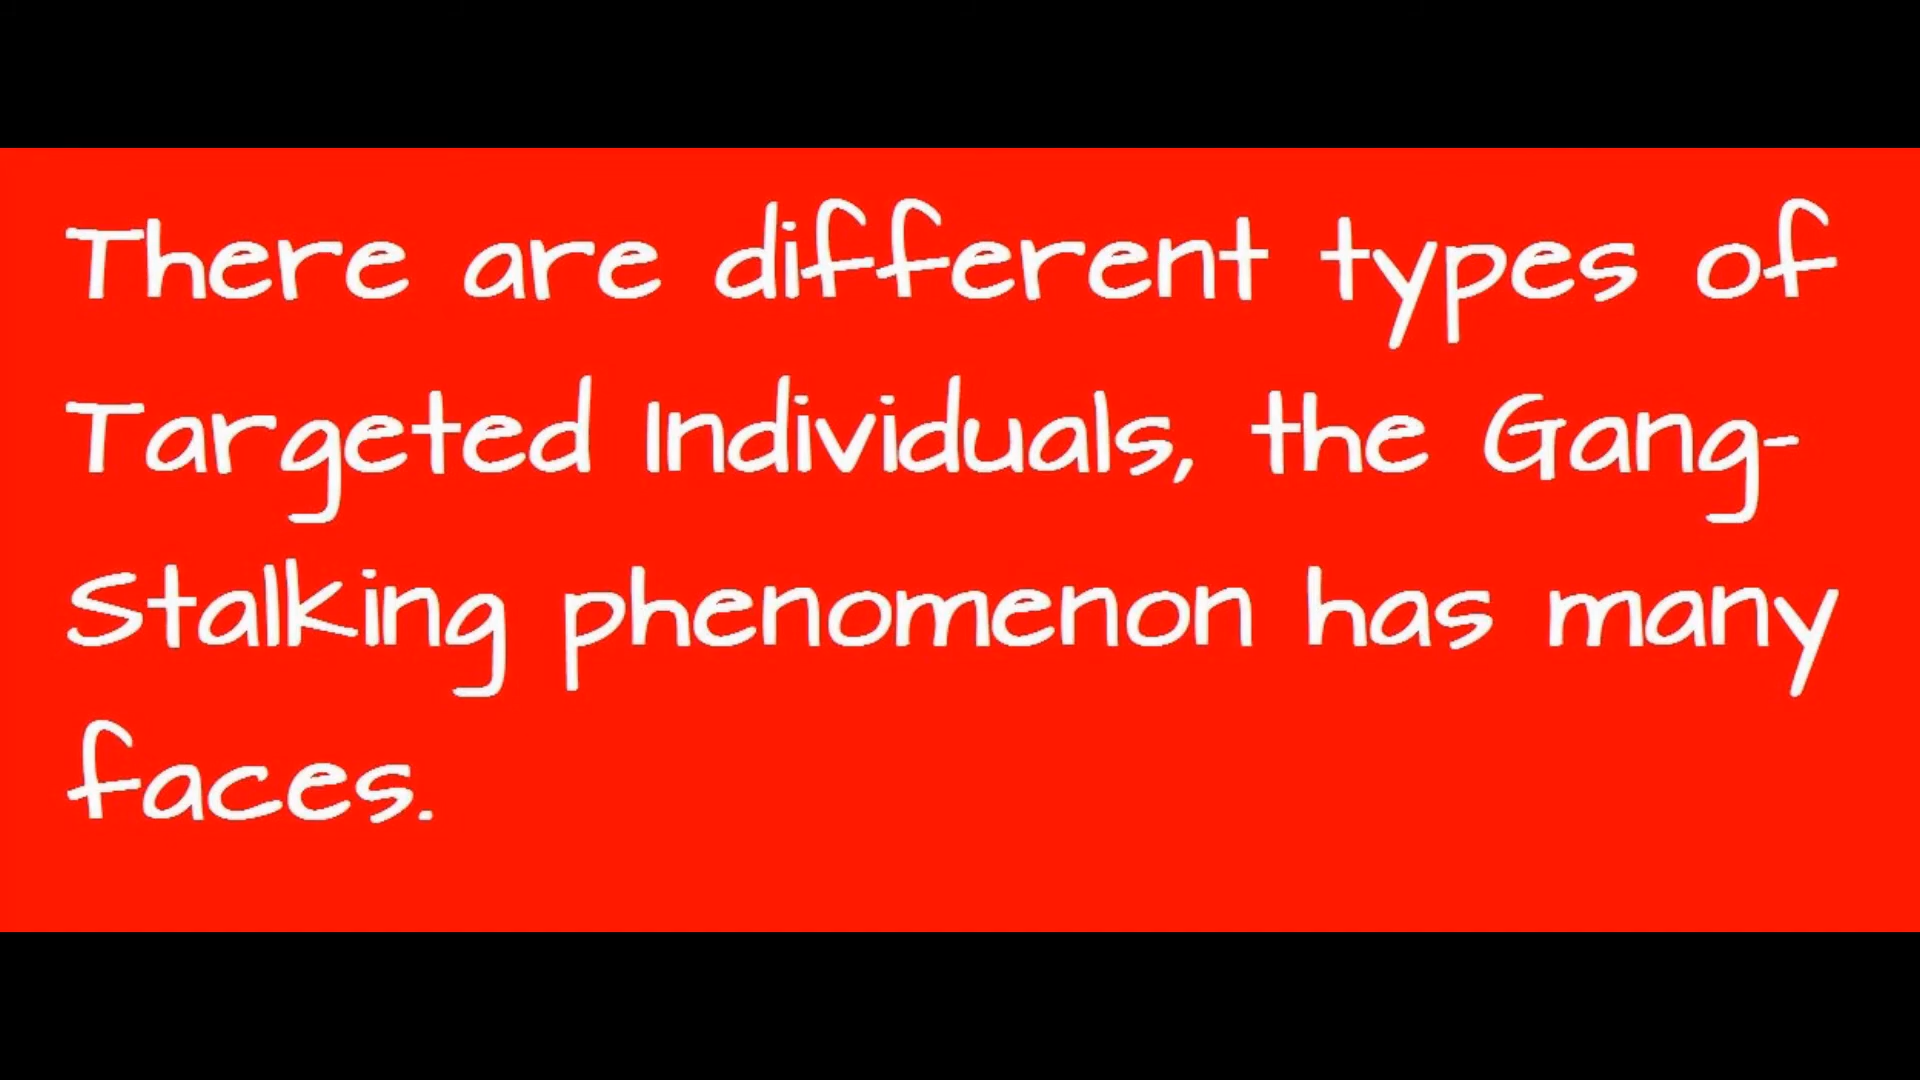 There are different types of
Targeted Individuals, the Gang-
Stalking phenomenon has many
faces.